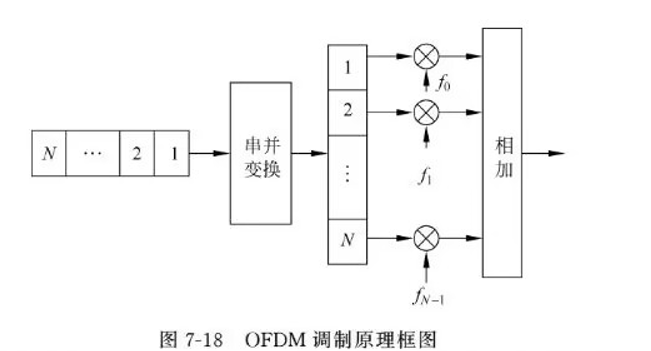 N … 2 1
串并
变换
1
2
⋮
N
f₀
f₁
f_{N-1}
相
加
图 7-18 OFDM 调制原理框图